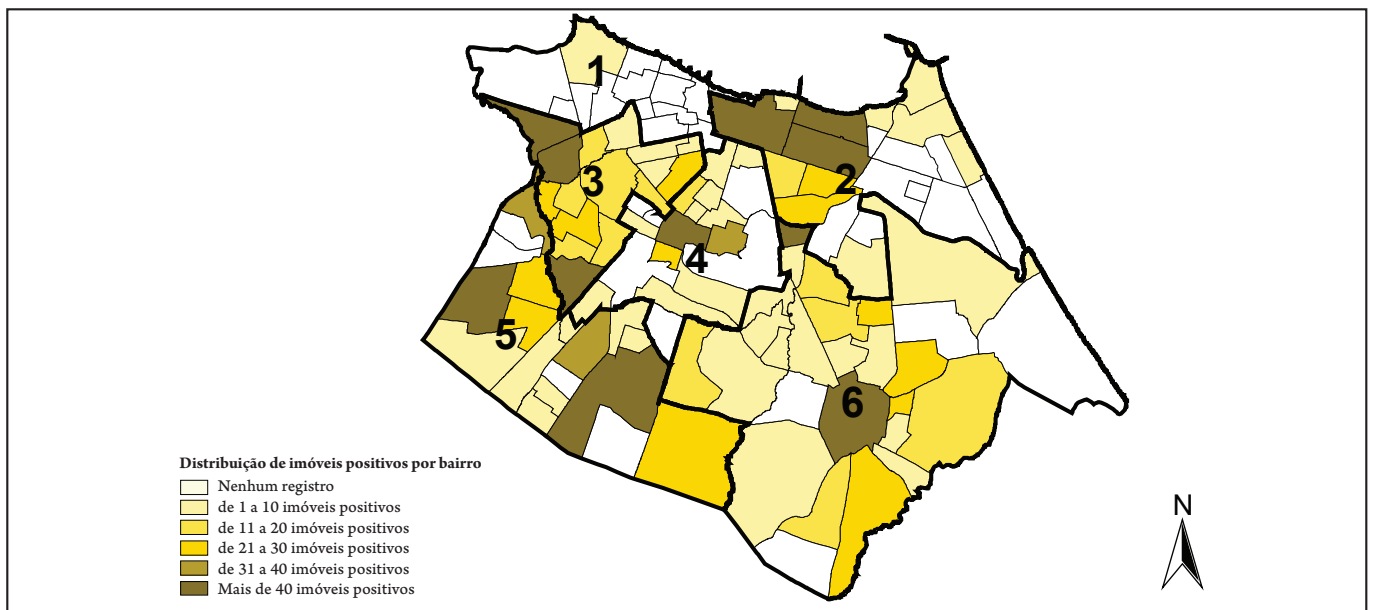 1
2
3
4
5
6
Distribuição de imóveis positivos por bairro
Nenhum registro
de 1 a 10 imóveis positivos
de 11 a 20 imóveis positivos
de 21 a 30 imóveis positivos
de 31 a 40 imóveis positivos
Mais de 40 imóveis positivos
N